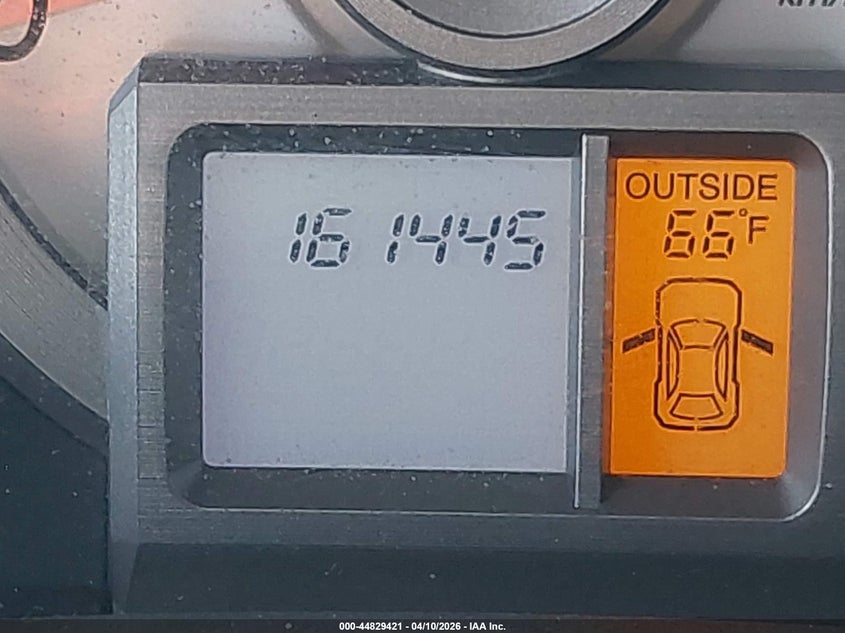 161445
OUTSIDE
66°F
000-44829421 - 04/10/2026 - IAA Inc.